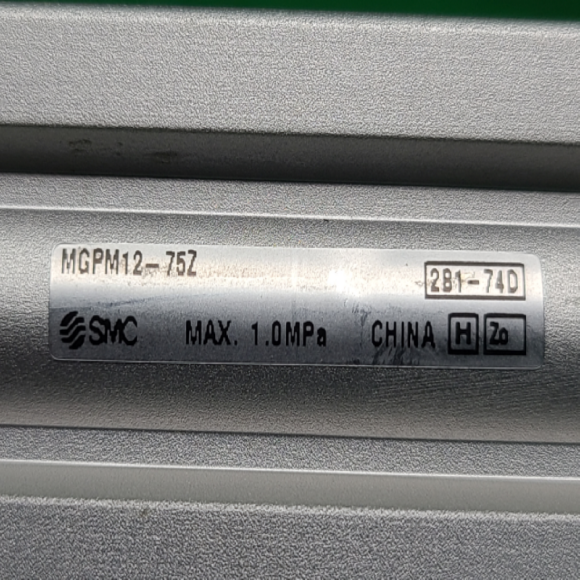 MGPM12-75Z
2B1-74D
SMC MAX. 1.0MPa CHINA H Zo